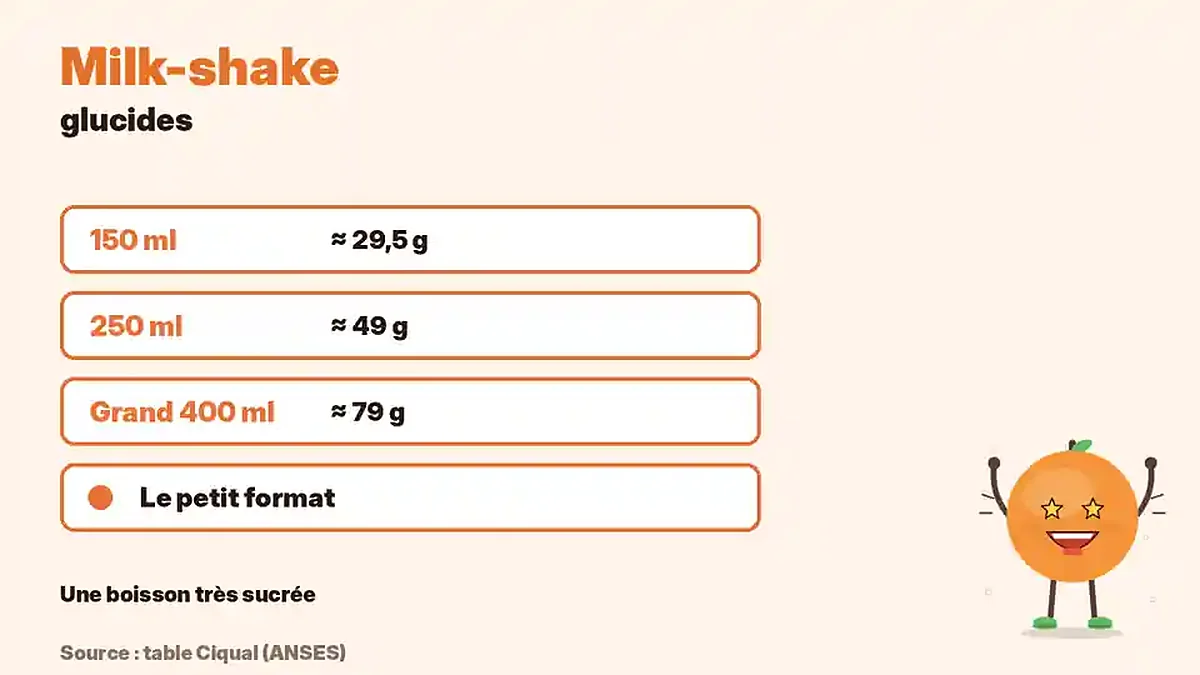 Milk-shake
glucides
150 ml ≈ 29,5 g
250 ml ≈ 49 g
Grand 400 ml ≈ 79 g
Le petit format
Une boisson très sucrée
Source : table Ciqual (ANSES)